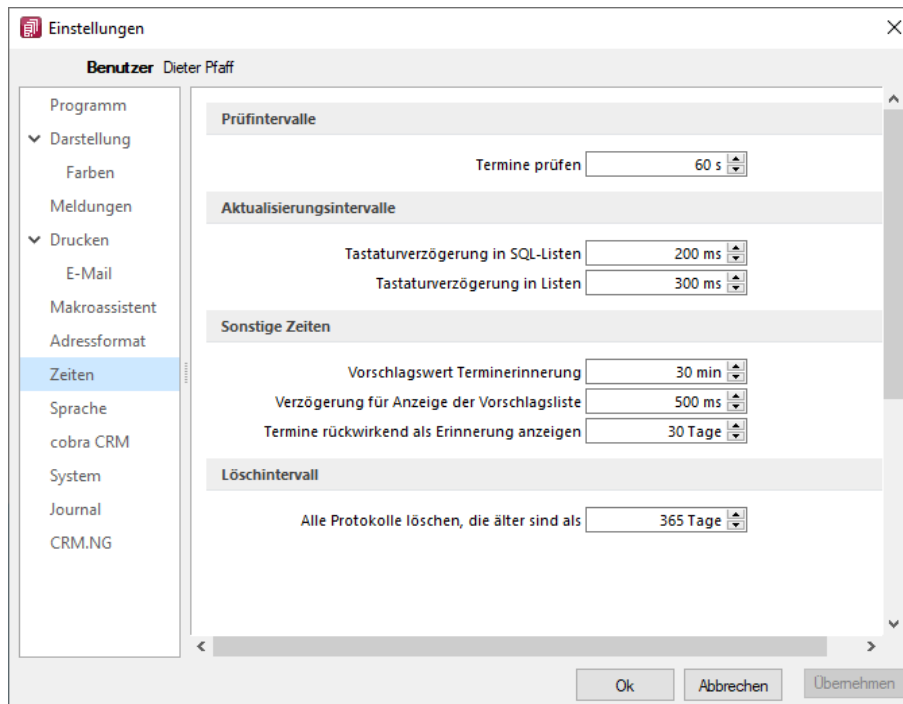 Einstellungen
Benutzer Dieter Pfaff
Programm
Darstellung
Farben
Meldungen
Drucken
E-Mail
Makroassistent
Adressformat
Zeiten
Sprache
cobra CRM
System
Journal
CRM.NG
Prüfintervalle
Termine prüfen 60 s
Aktualisierungsintervalle
Tastaturverzögerung in SQL-Listen 200 ms
Tastaturverzögerung in Listen 300 ms
Sonstige Zeiten
Vorschlagswert Terminerinnerung 30 min
Verzögerung für Anzeige der Vorschlagsliste 500 ms
Termine rückwirkend als Erinnerung anzeigen 30 Tage
Löschintervall
Alle Protokolle löschen, die älter sind als 365 Tage
Ok Abbrechen Übernehmen